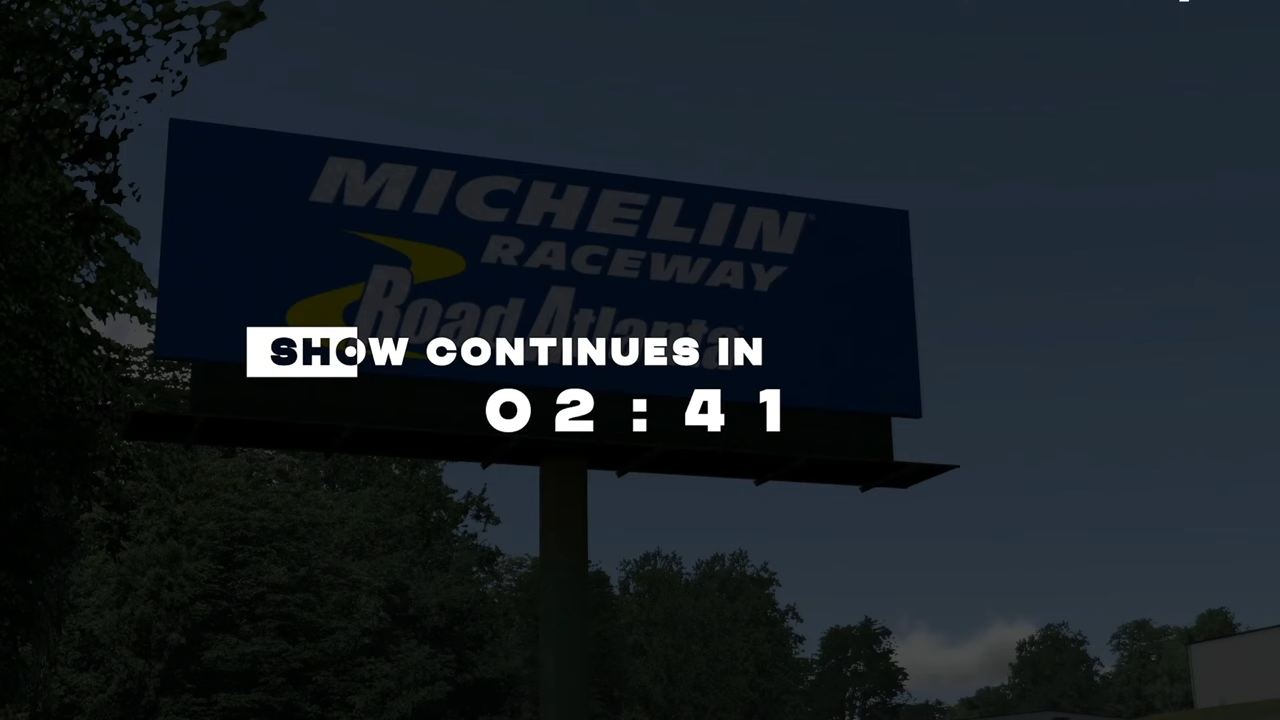 MICHELIN
RACEWAY
Road Atlanta
SHOW CONTINUES IN
02:41